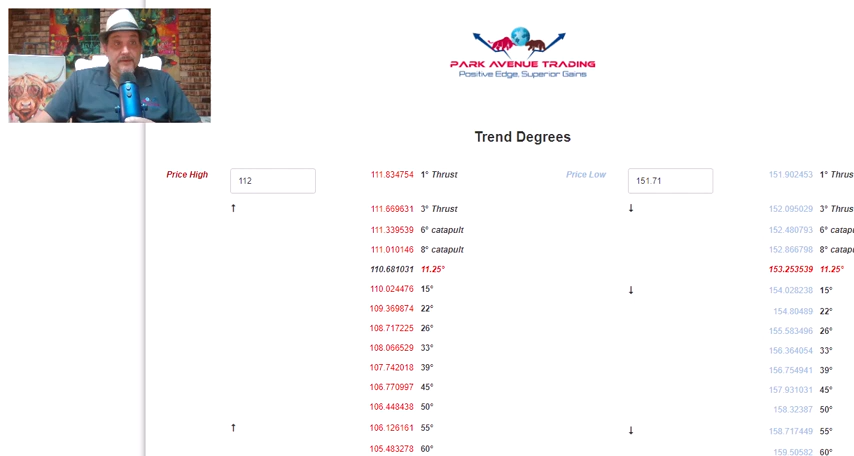 PARK AVENUE TRADING
Positive Edge, Superior Gains
Trend Degrees
Price High 112 111.834754 1° Thrust Price Low 151.71 151.902453 1° Thrus
↑ 111.669631 3° Thrust ↓ 152.095029 3° Thrus
111.339539 6° catapult 152.480793 6° catapu
111.010146 8° catapult 152.866798 8° catapu
110.681031 11.25° 153.253539 11.25°
110.024476 15° ↓ 154.028238 15°
109.369874 22° 154.80489 22°
108.717225 26° 155.583496 26°
108.066529 33° 156.364054 33°
107.742018 39° 156.754941 39°
106.770997 45° 157.931031 45°
106.448438 50° 158.32387 50°
↑ 106.126161 55° ↓ 158.717449 55°
105.483278 60° 159.50582 60°